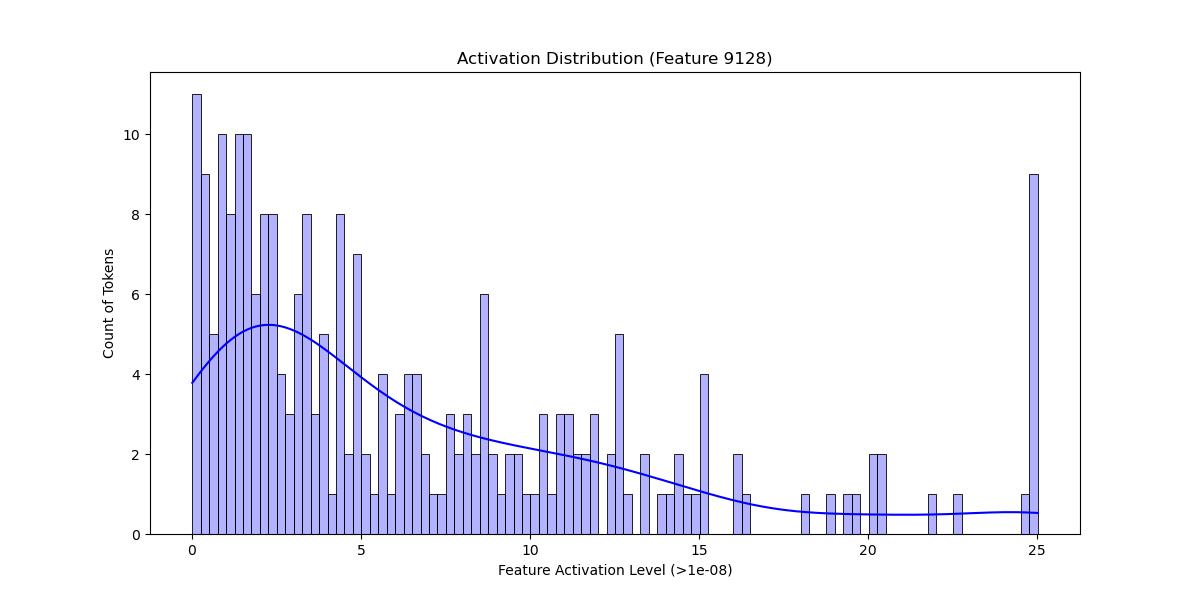 Activation Distribution (Feature 9128)
Count of Tokens
10
8
6
4
2
0
0 5 10 15 20 25
Feature Activation Level (>1e-08)